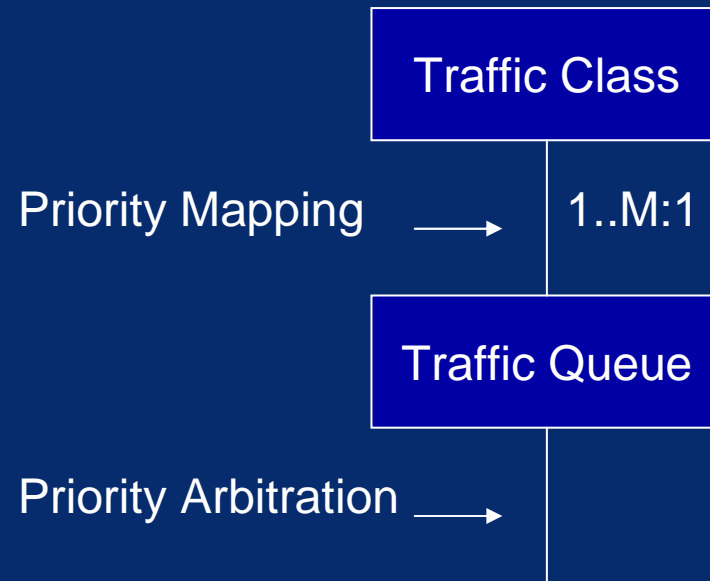 Traffic Class
Priority Mapping
1..M:1
Traffic Queue
Priority Arbitration